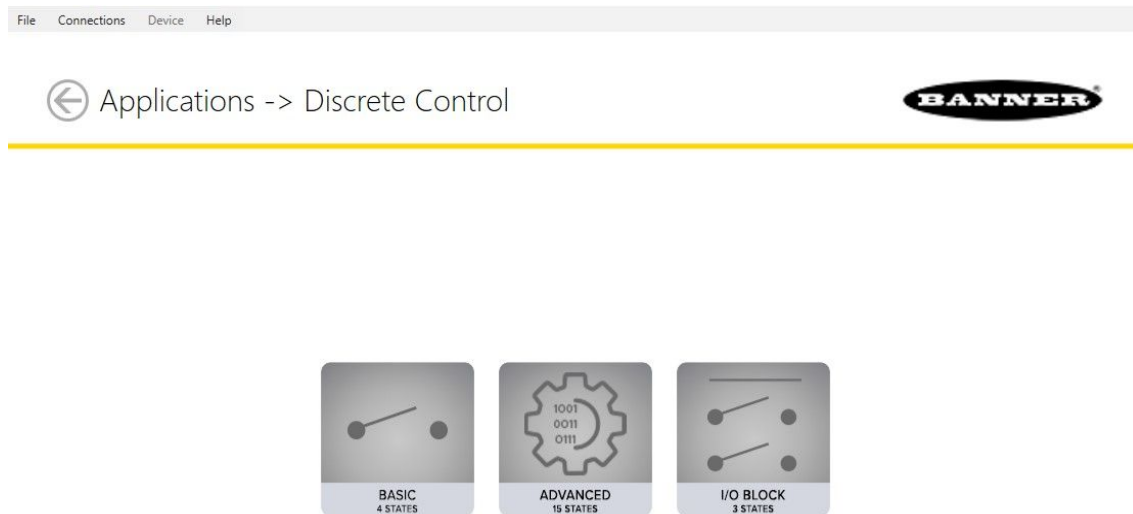 File Connections Device Help
Applications -> Discrete Control
BANNER®
1001
0011
0111
BASIC
4 STATES
ADVANCED
15 STATES
I/O BLOCK
3 STATES